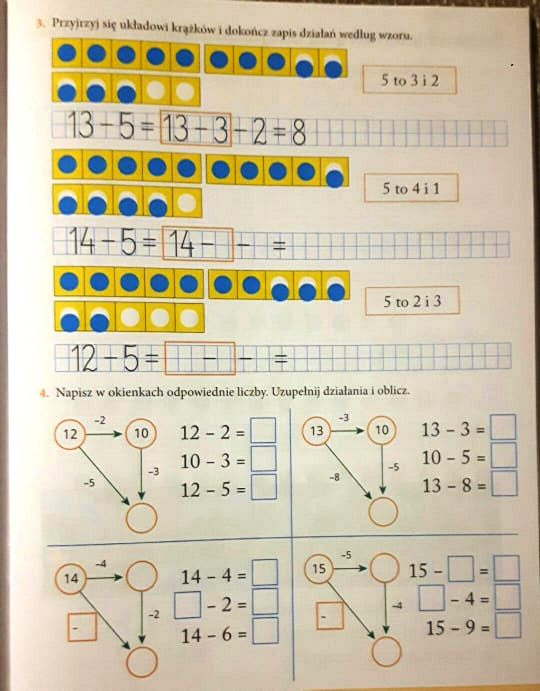 3. Przyjrzyj się układowi krążków i dokończ zapis działań według wzoru.
5 to 3 i 2
13 - 5 = 13 - 3 - 2 = 8
5 to 4 i 1
14 - 5 = 14 - - =
5 to 2 i 3
12 - 5 = - - =
4. Napisz w okienkach odpowiednie liczby. Uzupełnij działania i oblicz.
12 -2 10 -3 -5
12 - 2 =
10 - 3 =
12 - 5 =
13 -3 10 -5 -8
13 - 3 =
10 - 5 =
13 - 8 =
14 -4 -2 -
14 - 4 =
- 2 =
14 - 6 =
15 -5 -4 -
15 - =
- 4 =
15 - 9 =